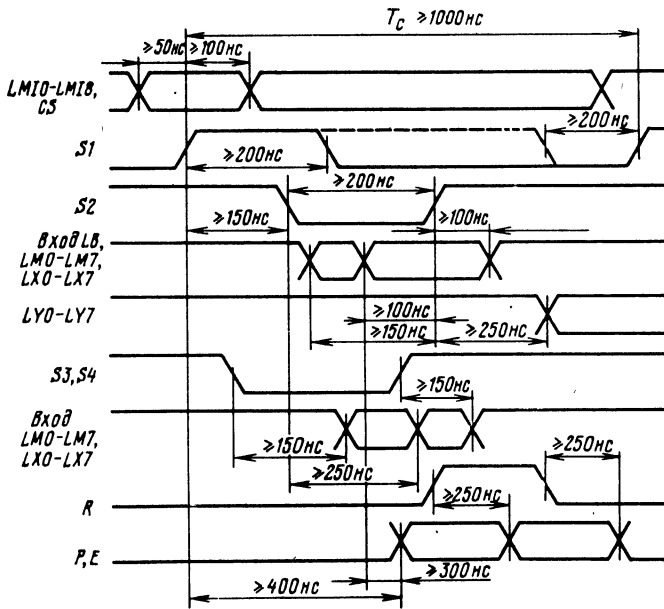 Tc ≥1000нс
≥50нс ≥100нс
LMI0-LMI8,
CS
≥200нс
S1
≥200нс
≥200нс
S2
≥150нс
≥100нс
Вход LB,
LM0-LM7,
LX0-LX7
≥100нс
LY0-LY7
≥150нс ≥250нс
S3,S4
≥150нс
Вход
LM0-LM7,
LX0-LX7
≥150нс
≥250нс
≥250нс
R
≥250нс
P,E
≥300нс
≥400нс